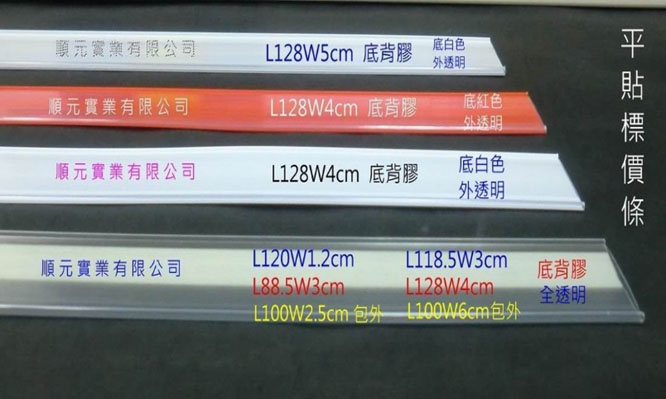 順元實業有限公司 L128W5cm 底背膠 底白色
外透明
順元實業有限公司 L128W4cm 底背膠 底紅色
外透明
順元實業有限公司 L128W4cm 底背膠 底白色
外透明
順元實業有限公司 L120W1.2cm L118.5W3cm 底背膠
L88.5W3cm L128W4cm 全透明
L100W2.5cm 包外 L100W6cm包外
平貼標價條